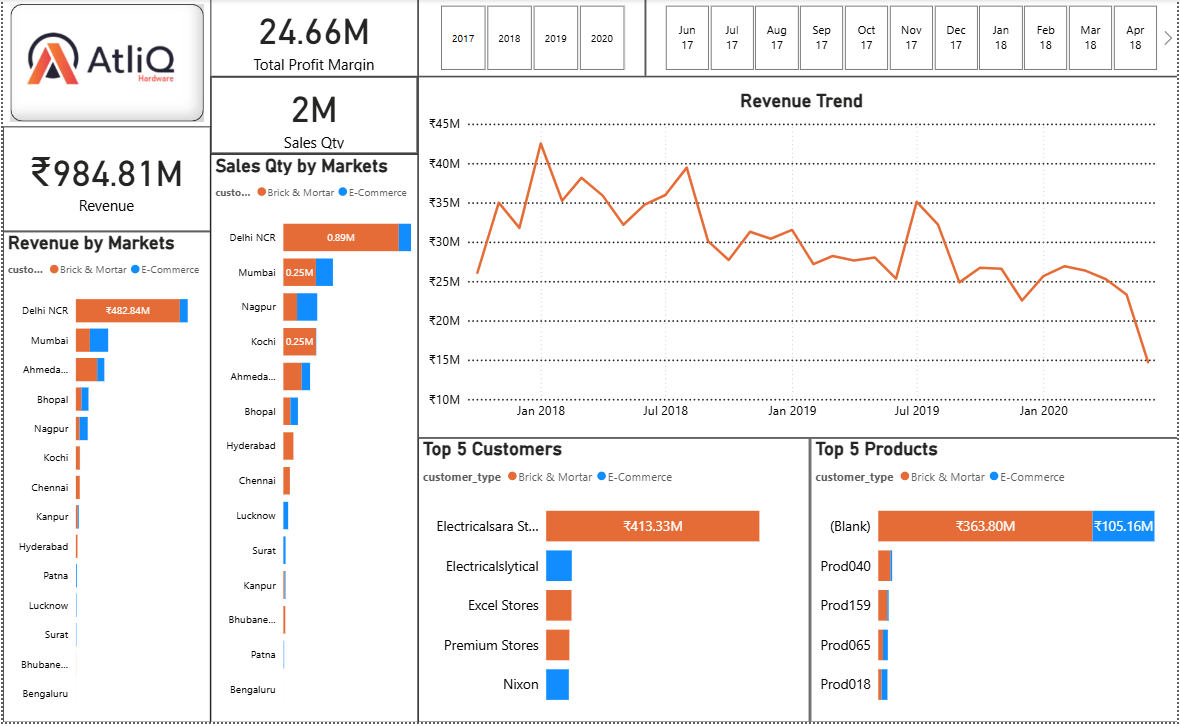 AtliQ
Hardware
24.66M
Total Profit Margin
2017
2018
2019
2020
Jun
17
Jul
17
Aug
17
Sep
17
Oct
17
Nov
17
Dec
17
Jan
18
Feb
18
Mar
18
Apr
18
2M
Sales Qty
₹984.81M
Revenue
Revenue by Markets
custo...
Brick & Mortar
E-Commerce
Delhi NCR
₹482.84M
Mumbai
Ahmeda...
Bhopal
Nagpur
Kochi
Chennai
Kanpur
Hyderabad
Patna
Lucknow
Surat
Bhubane...
Bengaluru
Sales Qty by Markets
custo...
Brick & Mortar
E-Commerce
Delhi NCR
0.89M
Mumbai
0.25M
Nagpur
Kochi
0.25M
Ahmeda...
Bhopal
Hyderabad
Chennai
Lucknow
Surat
Kanpur
Bhubane...
Patna
Bengaluru
Revenue Trend
₹45M
₹40M
₹35M
₹30M
₹25M
₹20M
₹15M
₹10M
Jan 2018
Jul 2018
Jan 2019
Jul 2019
Jan 2020
Top 5 Customers
customer_type
Brick & Mortar
E-Commerce
Electricalsara St...
₹413.33M
Electricalslytical
Excel Stores
Premium Stores
Nixon
Top 5 Products
customer_type
Brick & Mortar
E-Commerce
(Blank)
₹363.80M
₹105.16M
Prod040
Prod159
Prod065
Prod018